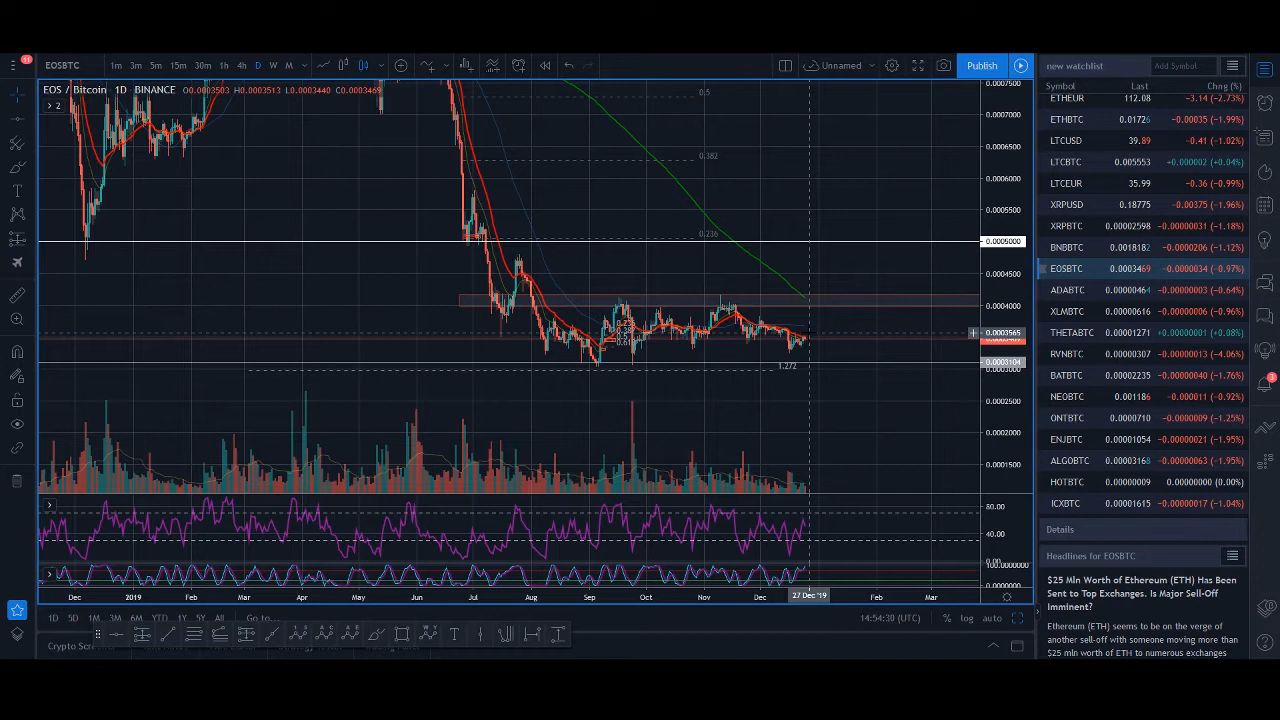 11
EOSBTC
1m 3m 5m 15m 30m 1h 4h D W M
Unnamed
Publish
new watchlist
Add Symbol
EOS / Bitcoin 1D BINANCE O0.0003503 H0.0003513 L0.0003440 C0.0003469
2
0.5
0.382
0.236
1.272
0.0007500
0.0007000
0.0006500
0.0006000
0.0005500
0.0005000
0.0004500
0.0004000
0.0003565
0.0003104
0.0003000
0.0002500
0.0002000
0.0001500
80.00
40.00
0.0000000
Dec 2019 Feb Mar Apr May Jun Jul Aug Sep Oct Nov Dec 27 Dec '19 Feb Mar
1D 5D 1M 3M 6M YTD 1Y 5Y All Go to...
14:54:30 (UTC) % log auto
Symbol Last Chg (%)
ETHEUR 112.08 −3.14 (−2.73%)
ETHBTC 0.01726 −0.00035 (−1.99%)
LTCUSD 39.89 −0.41 (−1.02%)
LTCBTC 0.005553 +0.000002 (+0.04%)
LTCEUR 35.99 −0.36 (−0.99%)
XRPUSD 0.18775 −0.00375 (−1.96%)
XRPBTC 0.00002598 −0.0000031 (−1.18%)
BNBBTC 0.0018182 −0.0000206 (−1.12%)
EOSBTC 0.0003469 −0.0000034 (−0.97%)
ADABTC 0.00000464 −0.00000003 (−0.64%)
XLMBTC 0.00000616
THETABTC 0.00001271 +0.00000001 (+0.08%)
RVNBTC 0.00000307 −0.00000013 (−4.06%)
BATBTC 0.00002235 −0.00000040 (−1.76%)
NEOBTC 0.001186 −0.000011 (−0.92%)
ONTBTC 0.0000710 −0.0000009 (−1.25%)
ENJBTC 0.00001054 −0.00000021 (−1.95%)
ALGOBTC 0.00003168 −0.00000063 (−1.95%)
HOTBTC 0.00000009 0.00000000 (0.00%)
ICXBTC 0.00001615 −0.00000017 (−1.04%)
Details
Headlines for EOSBTC
$25 Mln Worth of Ethereum (ETH) Has Been
Sent to Top Exchanges. Is Major Sell-Off
Imminent?
Ethereum (ETH) seems to be on the verge of
another sell-off with someone moving more than
$25 mln worth of ETH to numerous exchanges
3